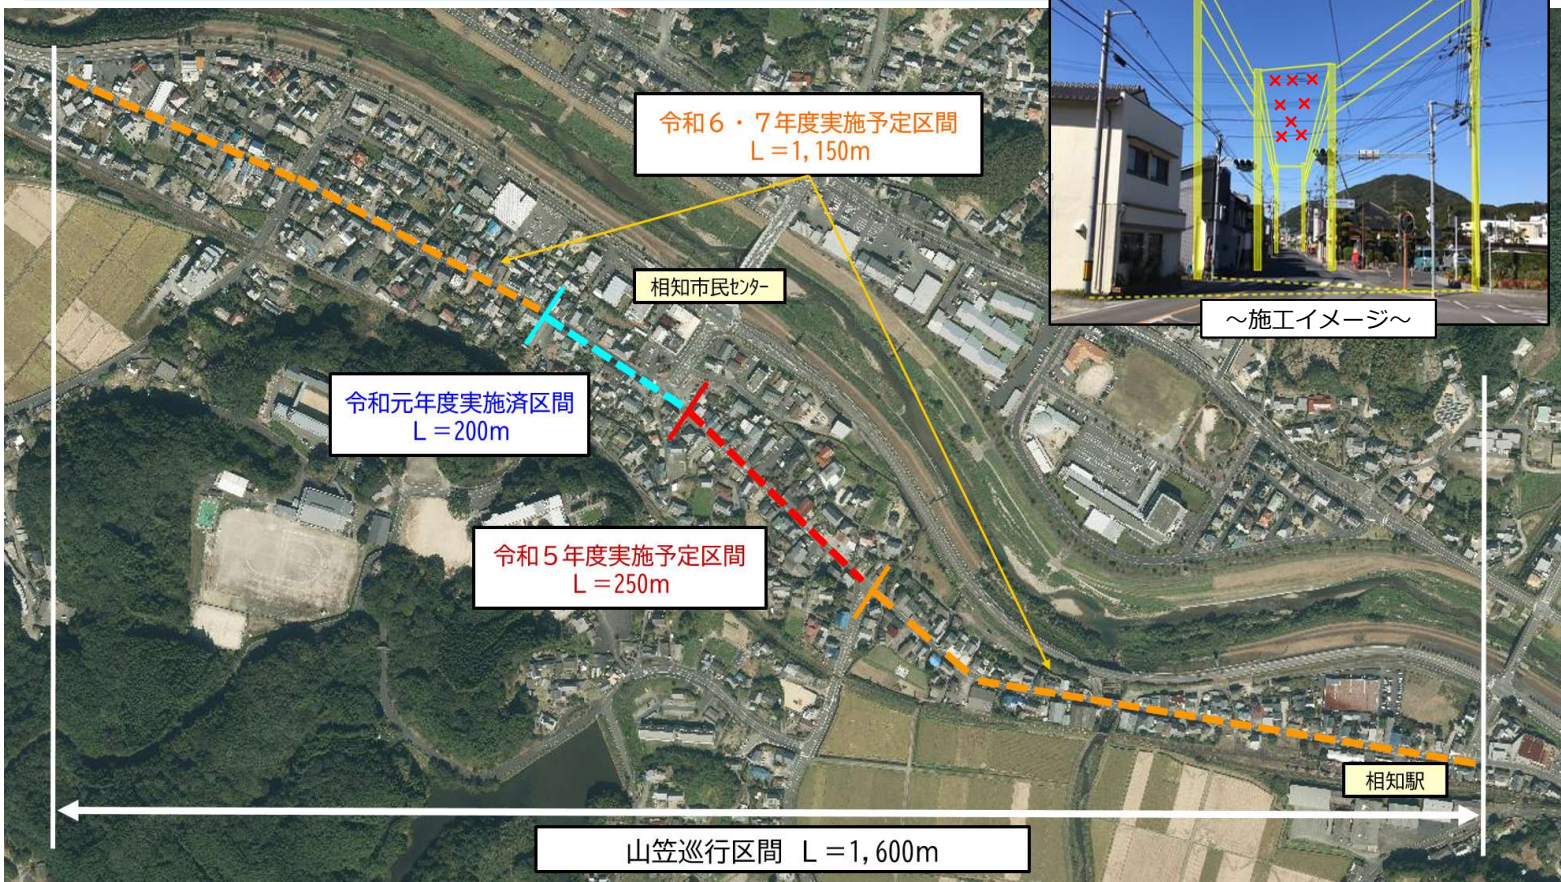 令和６・７年度実施予定区間
Ｌ＝1,150m
相知市民ｾﾝﾀｰ
～施工イメージ～
令和元年度実施済区間
Ｌ＝200m
令和５年度実施予定区間
Ｌ＝250m
相知駅
山笠巡行区間 Ｌ＝1,600m